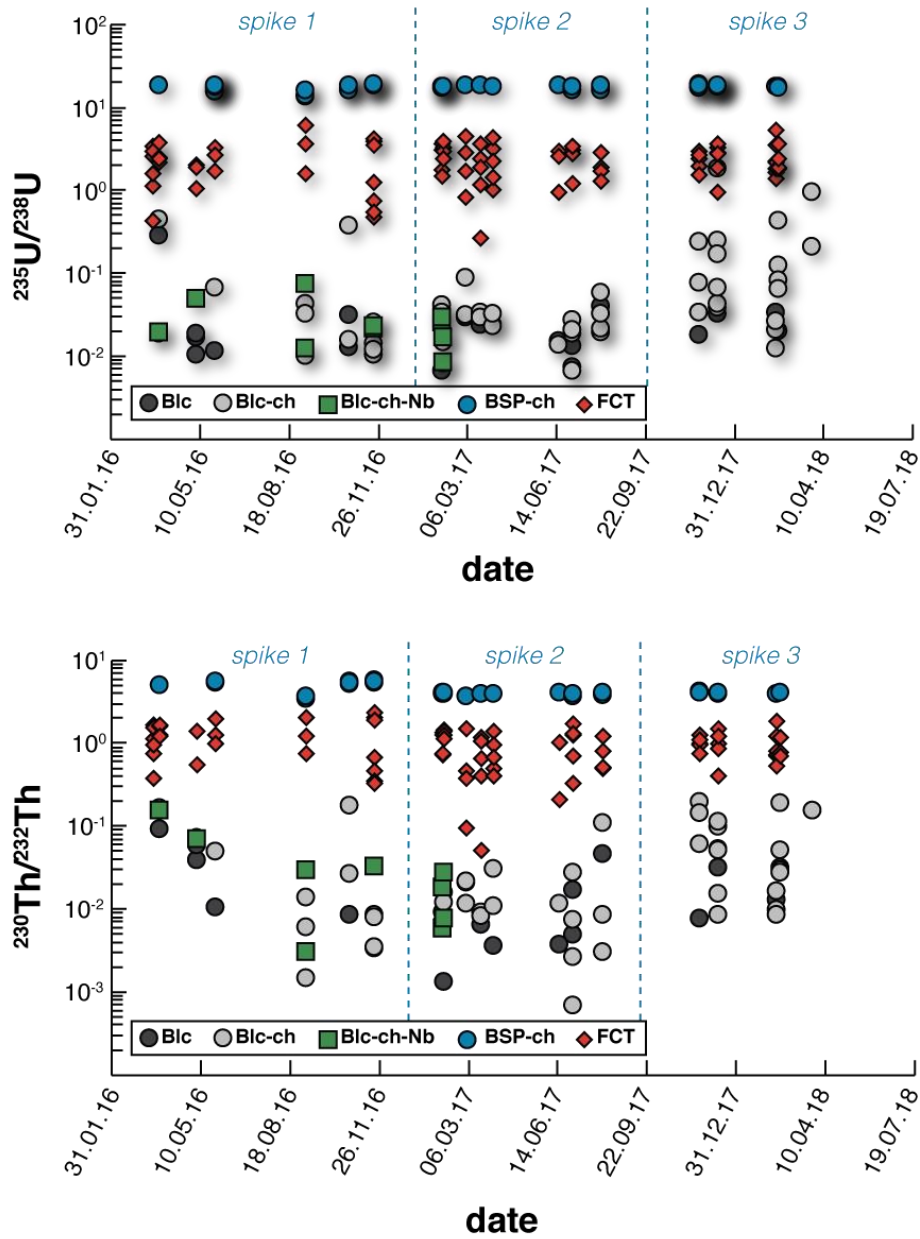 10²
spike 1 spike 2 spike 3
10¹
10⁰
10⁻¹
10⁻²
²³⁵U/²³⁸U
Blc Blc-ch Blc-ch-Nb BSP-ch FCT
31.01.16 10.05.16 18.08.16 26.11.16 06.03.17 14.06.17 22.09.17 31.12.17 10.04.18 19.07.18
date
10¹
spike 1 spike 2 spike 3
10⁰
10⁻¹
10⁻²
10⁻³
²³⁰Th/²³²Th
Blc Blc-ch Blc-ch-Nb BSP-ch FCT
31.01.16 10.05.16 18.08.16 26.11.16 06.03.17 14.06.17 22.09.17 31.12.17 10.04.18 19.07.18
date